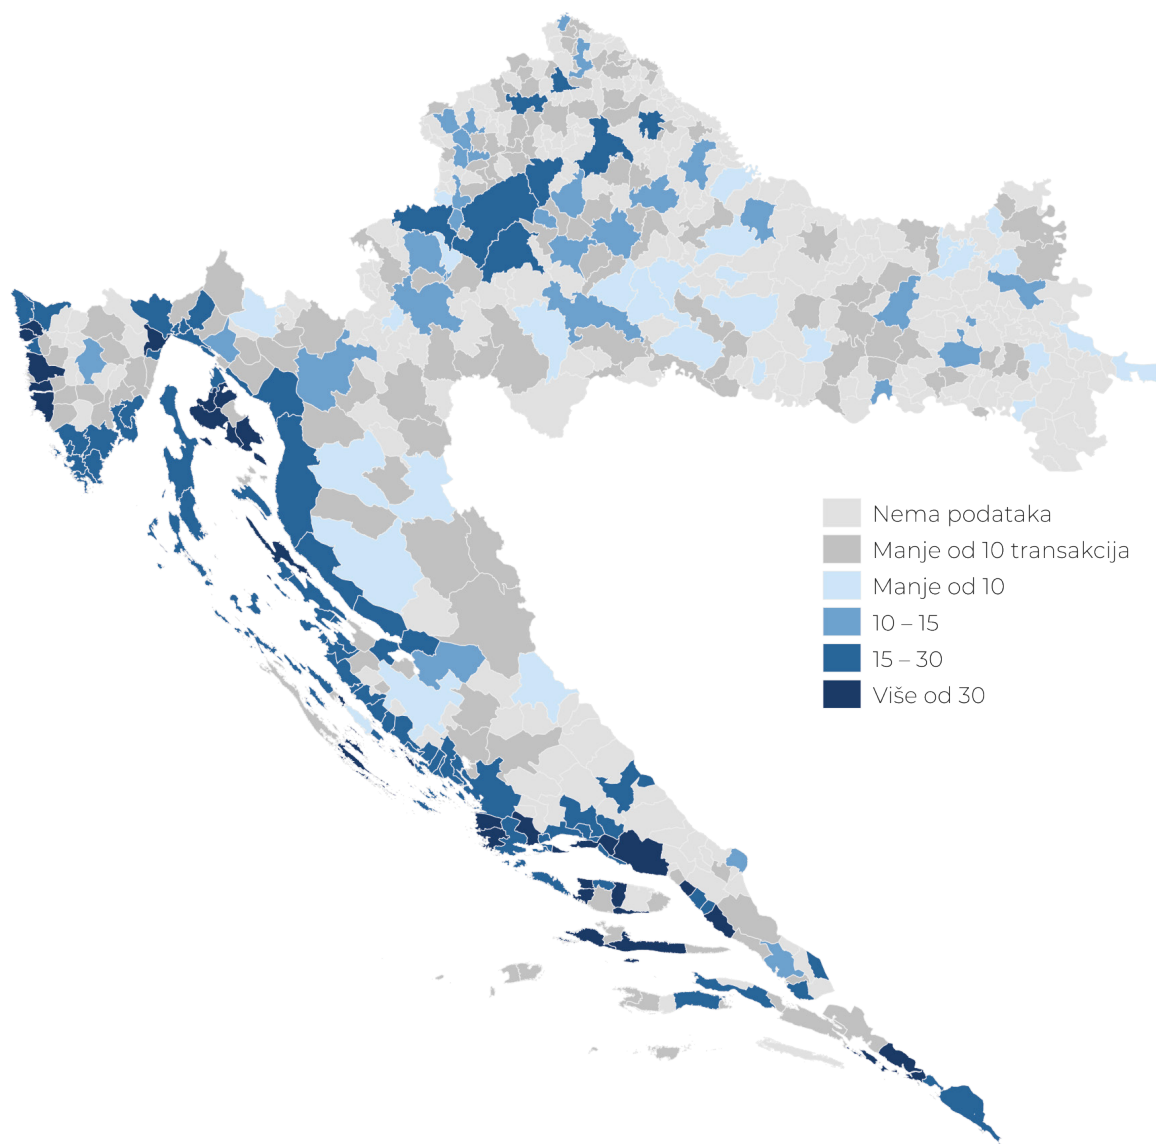 Nema podataka
Manje od 10 transakcija
Manje od 10
10 – 15
15 – 30
Više od 30